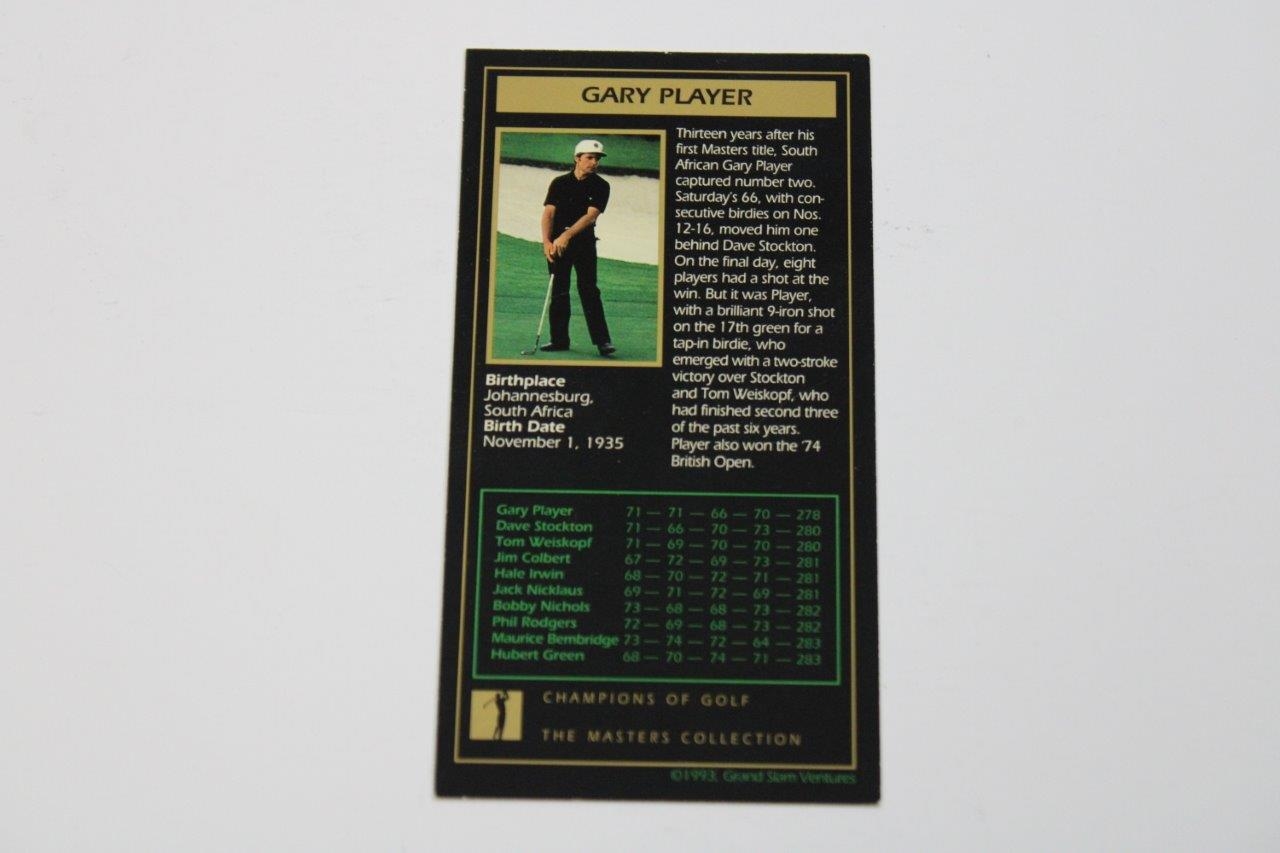 GARY PLAYER
Thirteen years after his
first Masters title, South
African Gary Player
captured number two.
Saturday's 66, with con-
secutive birdies on Nos.
12-16, moved him one
behind Dave Stockton.
On the final day, eight
players had a shot at the
win. But it was Player,
with a brilliant 9-iron shot
on the 17th green for a
tap-in birdie, who
emerged with a two-stroke
victory over Stockton
and Tom Weiskopf, who
had finished second three
of the past six years.
Player also won the '74
British Open.
Birthplace
Johannesburg,
South Africa
Birth Date
November 1, 1935
Gary Player 71 — 71 — 66 — 70 — 278
Dave Stockton 71 — 66 — 70 — 73 — 280
Tom Weiskopf 71 — 69 — 70 — 70 — 280
Jim Colbert 67 — 72 — 69 — 73 — 281
Hale Irwin 68 — 70 — 72 — 71 — 281
Jack Nicklaus 69 — 71 — 72 — 69 — 281
Bobby Nichols 73 — 68 — 68 — 73 — 282
Phil Rodgers 72 — 69 — 68 — 73 — 282
Maurice Bembridge 73 — 74 — 72 — 64 — 283
Hubert Green 68 — 70 — 74 — 71 — 283
CHAMPIONS OF GOLF
THE MASTERS COLLECTION
©1993, Grand Slam Ventures